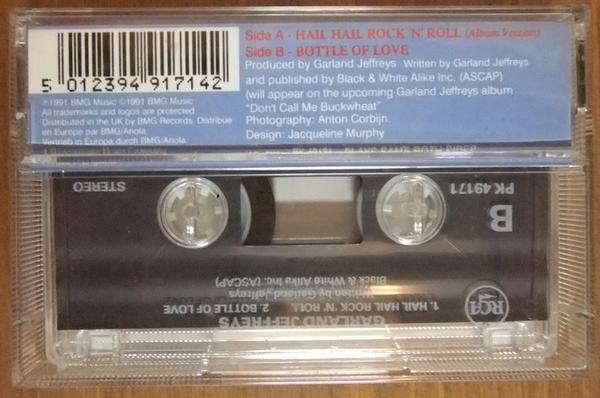 Side A - HAIL HAIL ROCK 'N' ROLL (Album Version)
Side B - BOTTLE OF LOVE
Produced by Garland Jeffreys Written by Garland Jeffreys
and published by Black & White Alike Inc. (ASCAP)
(will appear on the upcoming Garland Jeffreys album
"Don't Call Me Buckwheat"
Photography: Anton Corbijn.
Design: Jacqueline Murphy
5 012394 917142
℗1991 BMG Music ©1991 BMG Music
All trademarks and logos are protected
Distributed in the UK by BMG Records. Distribue
en Europe par BMG/Ariola.
Vertrieb in Europa durch BMG/Ariola.
STEREO
PK 49171
B
RCA
GARLAND JEFFREYS
1. HAIL HAIL ROCK 'N' ROLL 2. BOTTLE OF LOVE
Written by Garland Jeffreys
Black & White Alike Inc. (ASCAP)